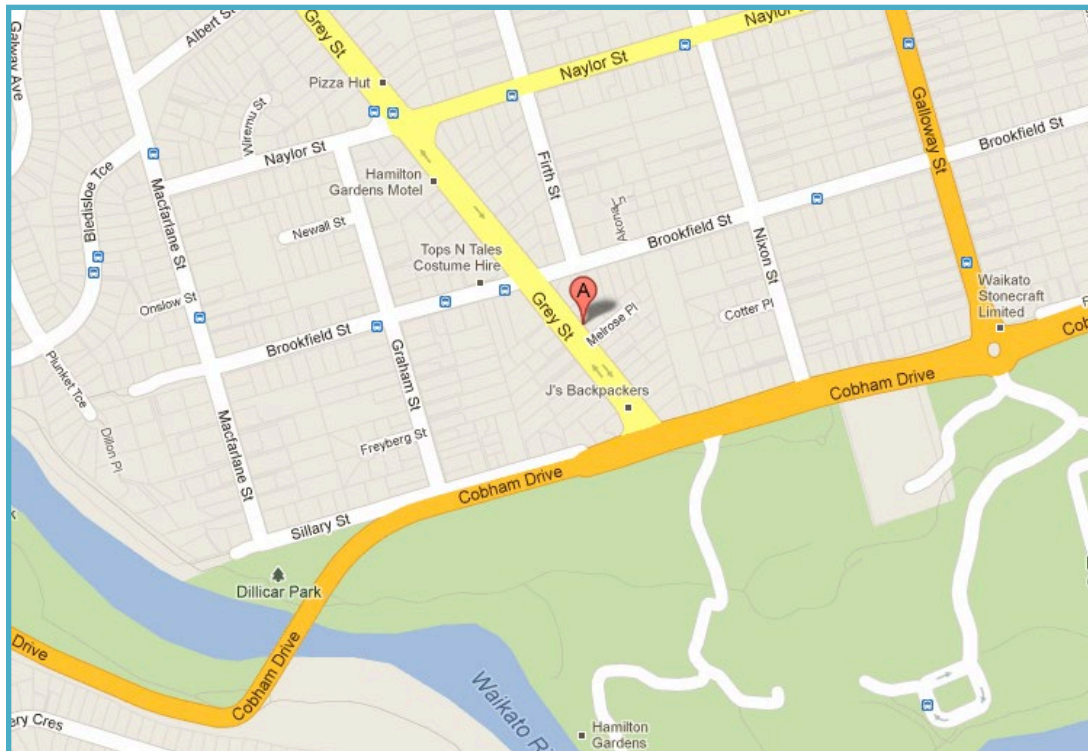 Galway Ave
Albert St
Grey St
Naylor St
Pizza Hut
Naylor St
Galloway St
Wiremu St
Naylor St
Firth St
Brookfield St
Bledisloe Tce
Macfarlane St
Hamilton
Gardens Motel
Akona
Newall St
Brookfield St
Nixon St
Tops N Tales
Costume Hire
Waikato
Stonecraft
Limited
A
Onslow St
Grey St
Melrose Pl
Cotter Pl
Brookfield St
Graham St
Plunket Tce
J's Backpackers
Cobham Drive
Macfarlane St
Freyberg St
Dillon Pl
Cobham Drive
Sillary St
Dillicar Park
Drive
Cobham Drive
Waikato
Hamilton
Gardens
ery Cres